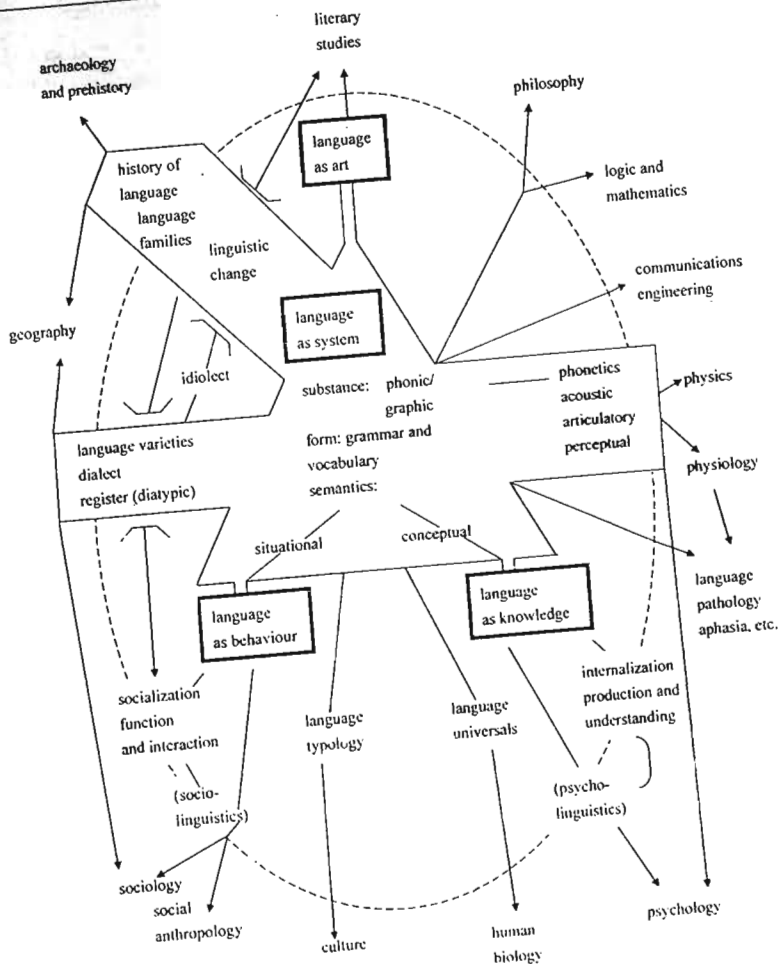 literary
studies
archaeology
and prehistory
philosophy
language
as art
history of
language
language
families
linguistic
change
logic and
mathematics
communications
engineering
language
as system
geography
idiolect
substance: phonic/
graphic
form: grammar and
vocabulary
semantics:
phonetics
acoustic
articulatory
perceptual
physics
physiology
language varieties
dialect
register (diatypic)
situational
conceptual
language
as behaviour
language
as knowledge
language
pathology
aphasia, etc.
socialization
function
and interaction
language
typology
language
universals
internalization
production and
understanding
(socio-
linguistics)
(psycho-
linguistics)
sociology
social
anthropology
culture
human
biology
psychology